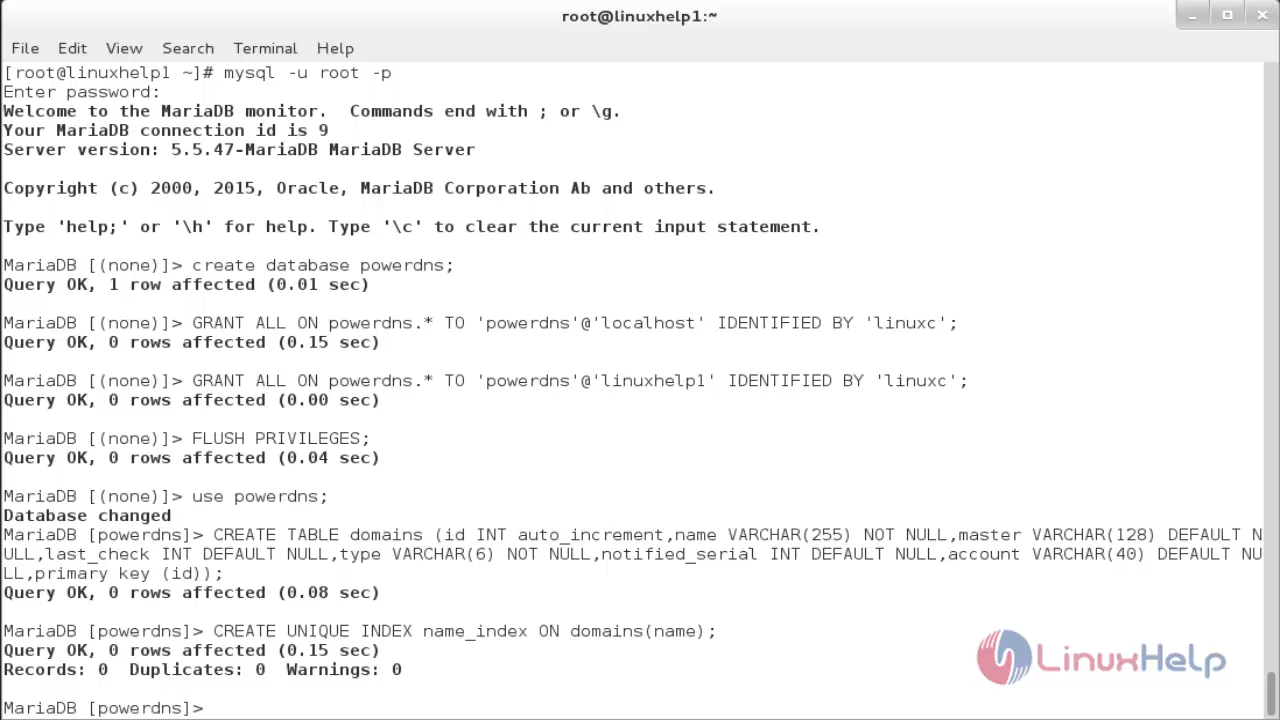 root@linuxhelp1:~
File Edit View Search Terminal Help
[root@linuxhelp1 ~]# mysql -u root -p
Enter password:
Welcome to the MariaDB monitor.  Commands end with ; or \g.
Your MariaDB connection id is 9
Server version: 5.5.47-MariaDB MariaDB Server
Copyright (c) 2000, 2015, Oracle, MariaDB Corporation Ab and others.
Type 'help;' or '\h' for help. Type '\c' to clear the current input statement.
MariaDB [(none)]> create database powerdns;
Query OK, 1 row affected (0.01 sec)
MariaDB [(none)]> GRANT ALL ON powerdns.* TO 'powerdns'@'localhost' IDENTIFIED BY 'linuxc';
Query OK, 0 rows affected (0.15 sec)
MariaDB [(none)]> GRANT ALL ON powerdns.* TO 'powerdns'@'linuxhelp1' IDENTIFIED BY 'linuxc';
Query OK, 0 rows affected (0.00 sec)
MariaDB [(none)]> FLUSH PRIVILEGES;
Query OK, 0 rows affected (0.04 sec)
MariaDB [(none)]> use powerdns;
Database changed
MariaDB [powerdns]> CREATE TABLE domains (id INT auto_increment,name VARCHAR(255) NOT NULL,master VARCHAR(128) DEFAULT N
ULL,last_check INT DEFAULT NULL,type VARCHAR(6) NOT NULL,notified_serial INT DEFAULT NULL,account VARCHAR(40) DEFAULT NU
LL,primary key (id));
Query OK, 0 rows affected (0.08 sec)
MariaDB [powerdns]> CREATE UNIQUE INDEX name_index ON domains(name);
Query OK, 0 rows affected (0.15 sec)
Records: 0  Duplicates: 0  Warnings: 0
LinuxHelp
MariaDB [powerdns]>